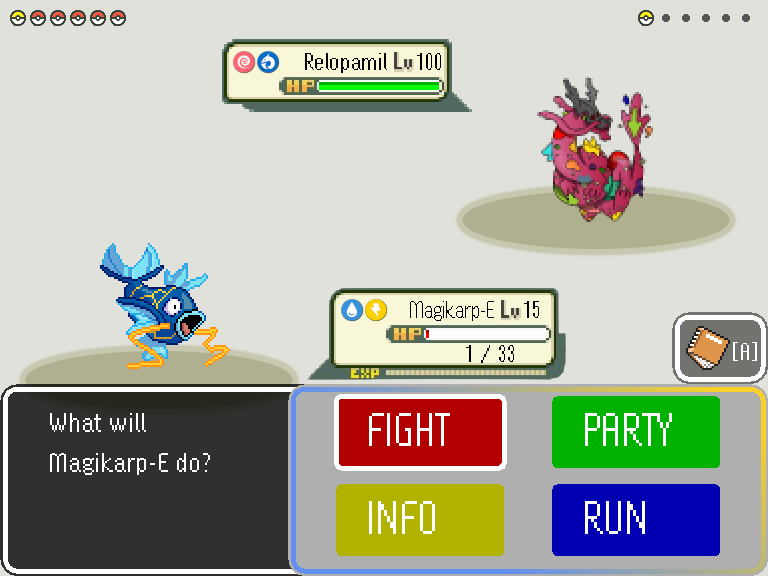 Relopamil Lv 100
HP
Magikarp-E Lv 15
HP
1 / 33
EXP
[A]
What will
Magikarp-E do?
FIGHT
PARTY
INFO
RUN